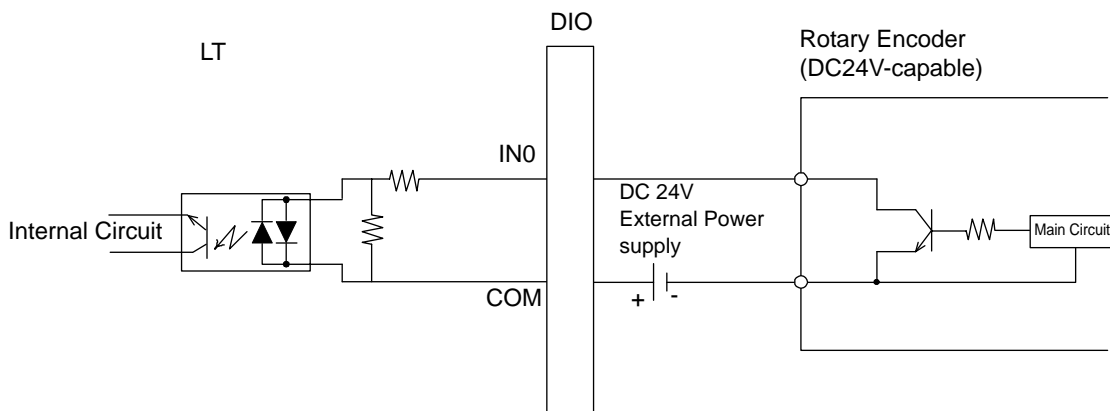 DIO
LT
Rotary Encoder
(DC24V-capable)
IN0
DC 24V
External Power
supply
Internal Circuit
Main Circuit
COM
+ -